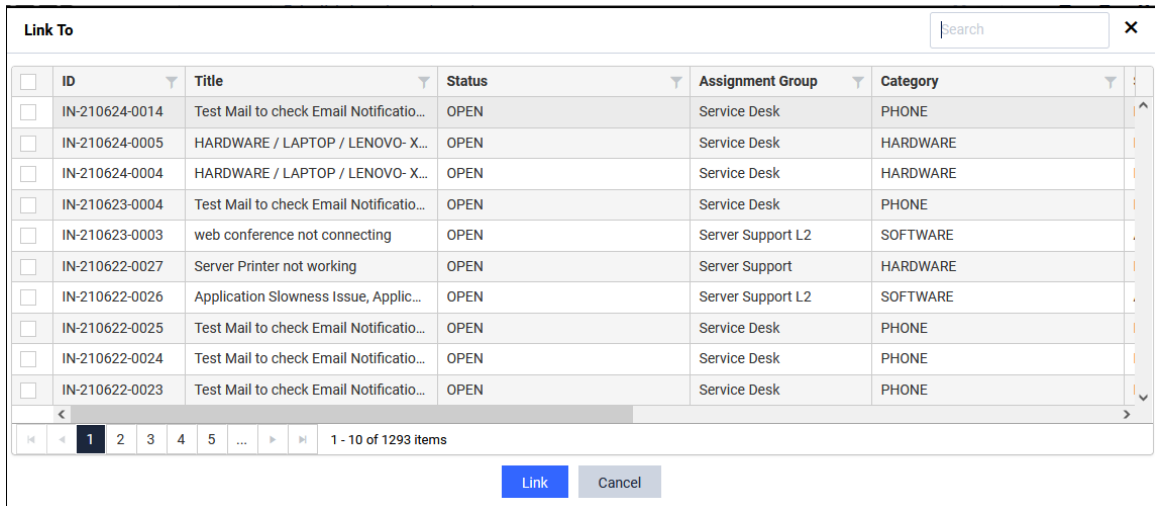 Link To Search
ID Title Status Assignment Group Category
IN-210624-0014 Test Mail to check Email Notificatio... OPEN Service Desk PHONE
IN-210624-0005 HARDWARE / LAPTOP / LENOVO- X... OPEN Service Desk HARDWARE
IN-210624-0004 HARDWARE / LAPTOP / LENOVO- X... OPEN Service Desk HARDWARE
IN-210623-0004 Test Mail to check Email Notificatio... OPEN Service Desk PHONE
IN-210623-0003 web conference not connecting OPEN Server Support L2 SOFTWARE
IN-210622-0027 Server Printer not working OPEN Server Support HARDWARE
IN-210622-0026 Application Slowness Issue, Applic... OPEN Server Support L2 SOFTWARE
IN-210622-0025 Test Mail to check Email Notificatio... OPEN Service Desk PHONE
IN-210622-0024 Test Mail to check Email Notificatio... OPEN Service Desk PHONE
IN-210622-0023 Test Mail to check Email Notificatio... OPEN Service Desk PHONE
1 2 3 4 5 ... 1 - 10 of 1293 items
Link Cancel